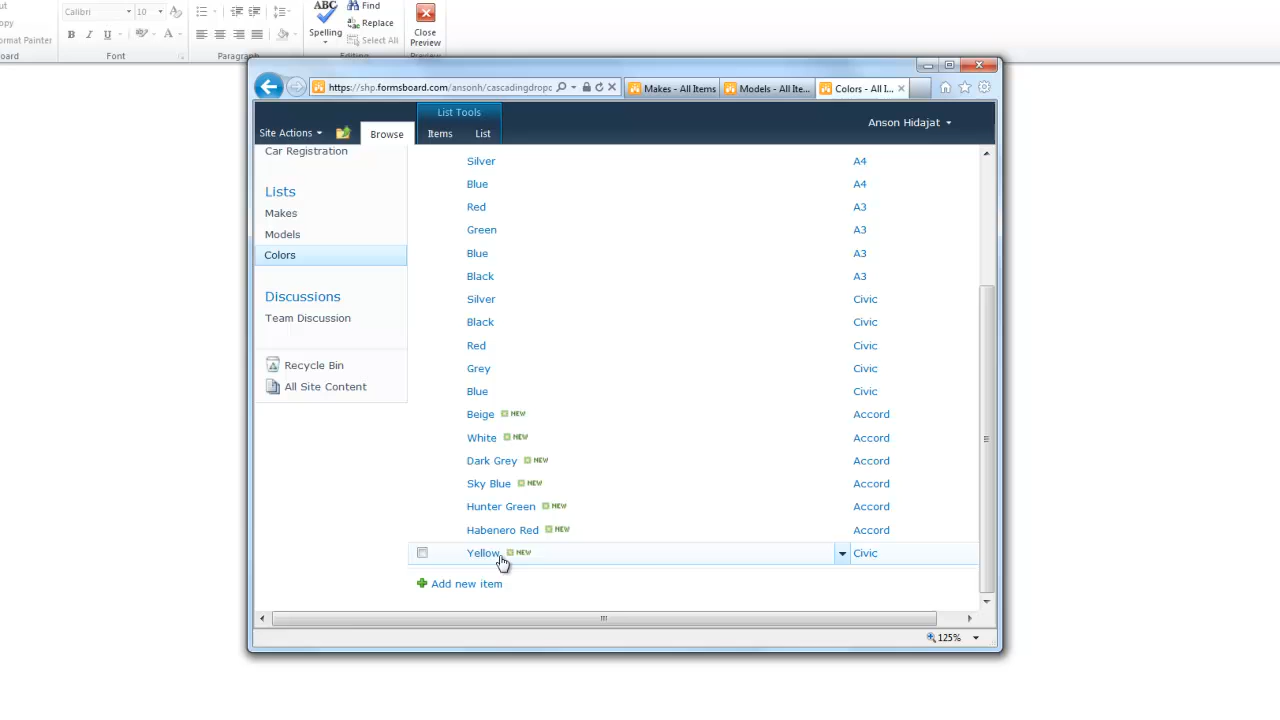 Calibri 10 ABC Find
Replace
B I U Spelling Select All Close Preview
Format Painter
Font Paragraph Editing Preview
https://shp.formsboard.com/ansonh/cascadingdropc Makes - All Items Models - All Ite... Colors - All I...
List Tools
Site Actions Browse Items List Anson Hidajat
Car Registration
Lists
Makes
Models
Colors
Discussions
Team Discussion
Recycle Bin
All Site Content
Silver A4
Blue A4
Red A3
Green A3
Blue A3
Black A3
Silver Civic
Black Civic
Red Civic
Grey Civic
Blue Civic
Beige NEW Accord
White NEW Accord
Dark Grey NEW Accord
Sky Blue NEW Accord
Hunter Green NEW Accord
Habenero Red NEW Accord
Yellow NEW Civic
Add new item
125%